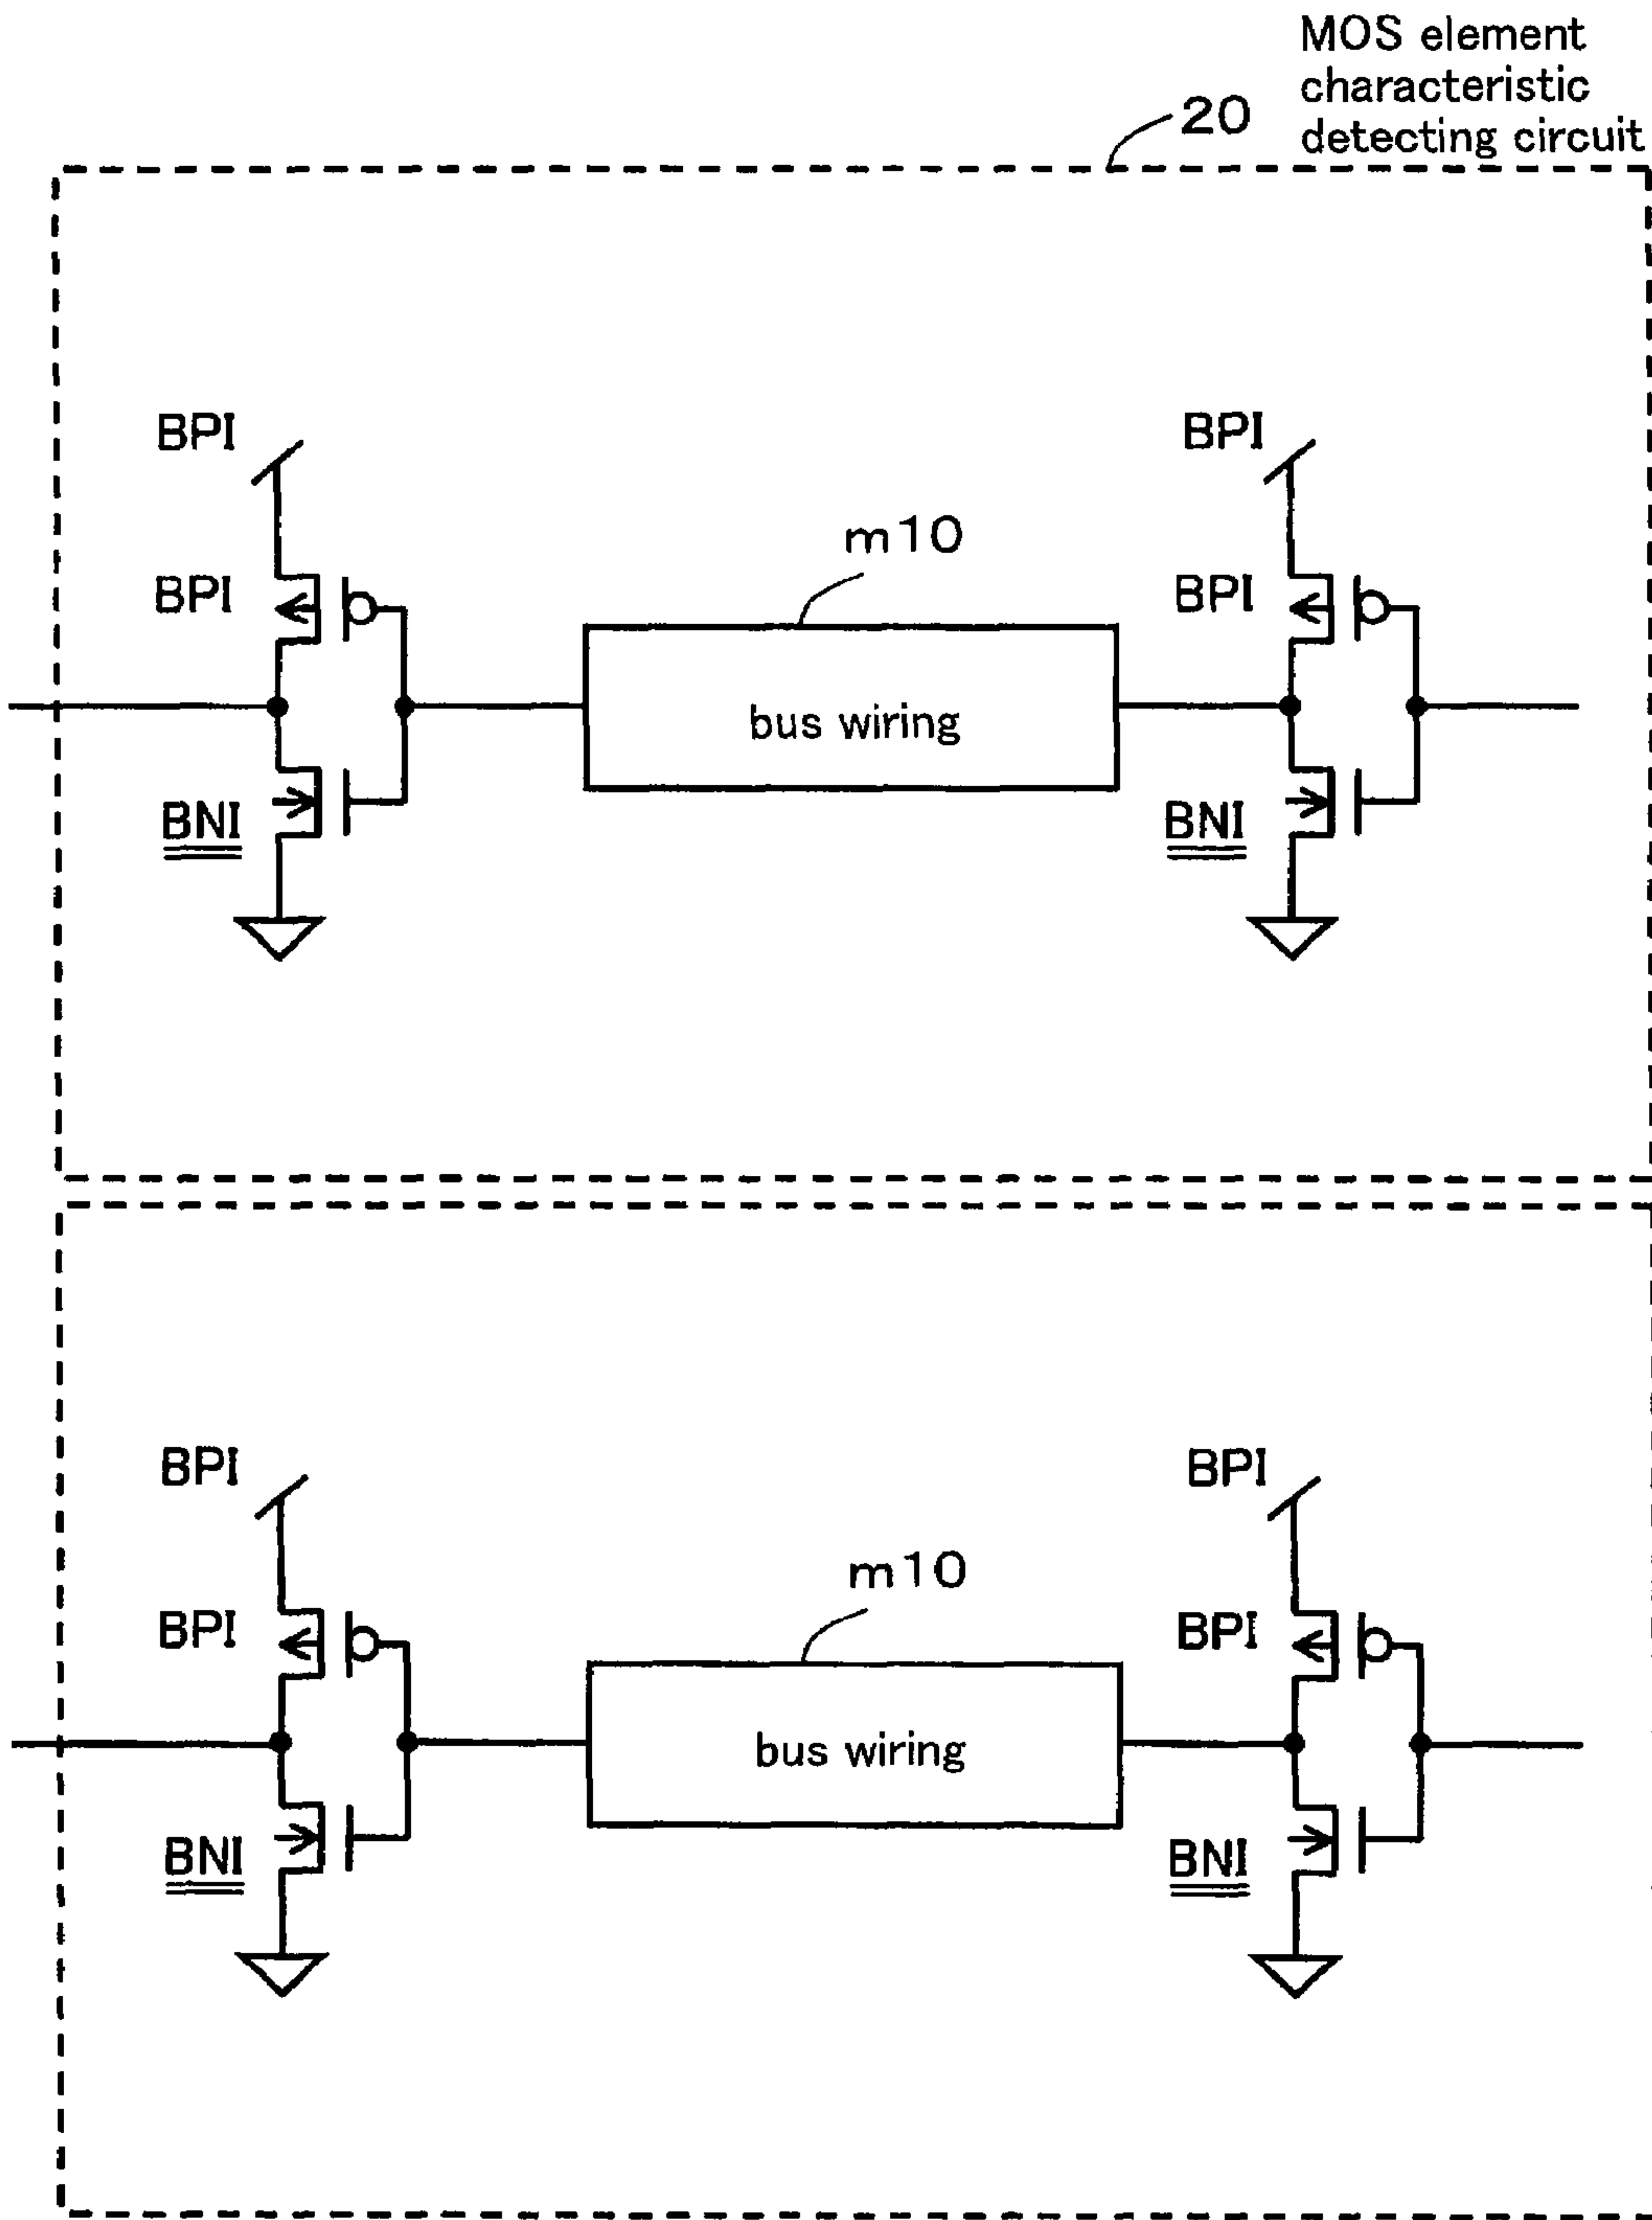 MOS element
characteristic
detecting circuit
20
BPI
BPI
m10
BPI
BPI
bus wiring
BNI
BNI
BPI
BPI
m10
BPI
BPI
bus wiring
BNI
BNI